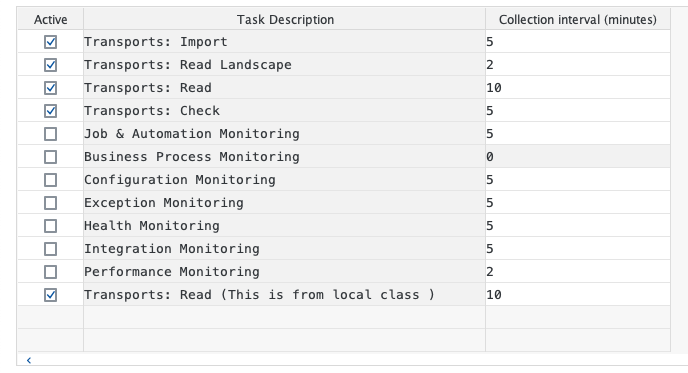 Active Task Description Collection interval (minutes)
Transports: Import 5
Transports: Read Landscape 2
Transports: Read 10
Transports: Check 5
Job & Automation Monitoring 5
Business Process Monitoring 0
Configuration Monitoring 5
Exception Monitoring 5
Health Monitoring 5
Integration Monitoring 5
Performance Monitoring 2
Transports: Read (This is from local class ) 10